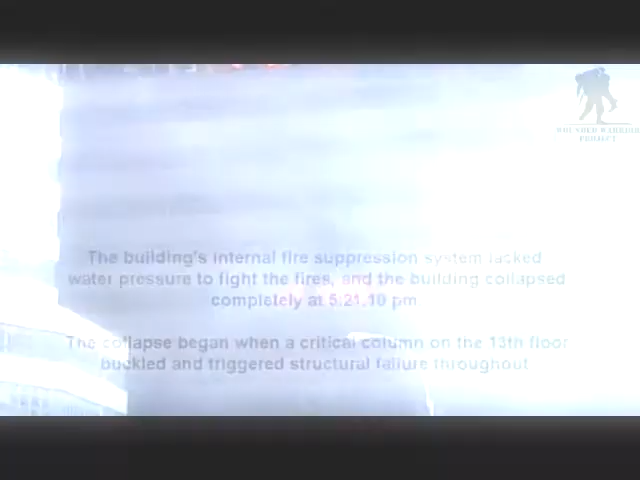 WOUNDED WARRIOR
PROJECT
The building's internal fire suppression system lacked
water pressure to fight the fires, and the building collapsed
completely at 5:21.10 pm
The collapse began when a critical column on the 13th floor
buckled and triggered structural failure throughout